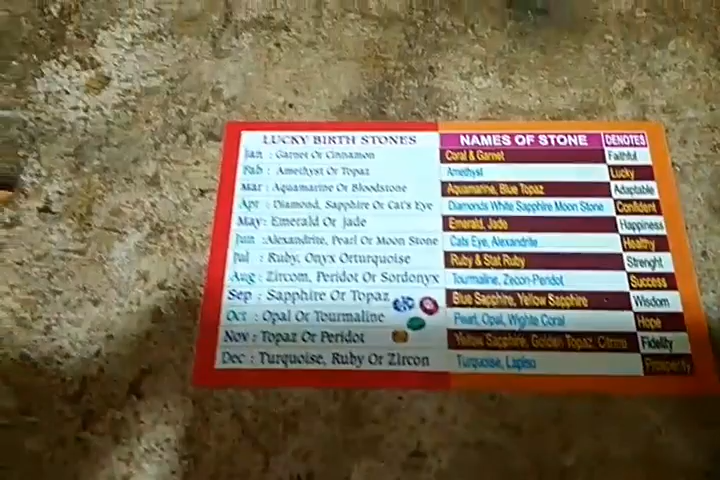 LUCKY BIRTH STONES
Jan : Garnet Or Cinnamon
Fab : Amethyst Or Topaz
Mar : Aquamarine Or Bloodstone
Apr : Diamond, Sapphire Or Cat's Eye
May : Emerald Or jade
Jun : Alexandrite, Pearl Or Moon Stone
Jul : Ruby, Onyx Orturquoise
Aug : Zircom, Peridot Or Sordonyx
Sep : Sapphire Or Topaz
Oct : Opal Or Tourmaline
Nov : Topaz Or Peridot
Dec : Turquoise, Ruby Or Zircon
NAMES OF STONE DENOTES
Coral & Garnet Faithful
Amethyst Lucky
Aquamarine, Blue Topaz Adaptable
Diamonds White Sapphire Moon Stone Confident
Emerald, Jade Happiness
Cats Eye, Alexandrite Healthy
Ruby & Stat Ruby Strenght
Tourmaline, Zecon-Peridot Success
Blue Sapphire, Yellow Sapphire Wisdom
Pearl, Opal, Wighte Coral Hope
Yellow Sapphire, Golden Topaz, Citrine Fidelity
Turquoise, Lapisu Prosperity